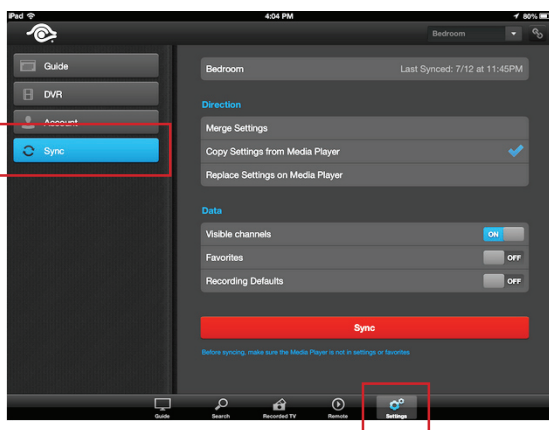 iPad 4:04 PM 80%
Bedroom
Guide
DVR
Account
Sync
Bedroom Last Synced: 7/12 at 11:45PM
Direction
Merge Settings
Copy Settings from Media Player
Replace Settings on Media Player
Data
Visible channels ON
Favorites OFF
Recording Defaults OFF
Sync
Before syncing, make sure the Media Player is not in settings or favorites
Guide Search Recorded TV Remote Settings